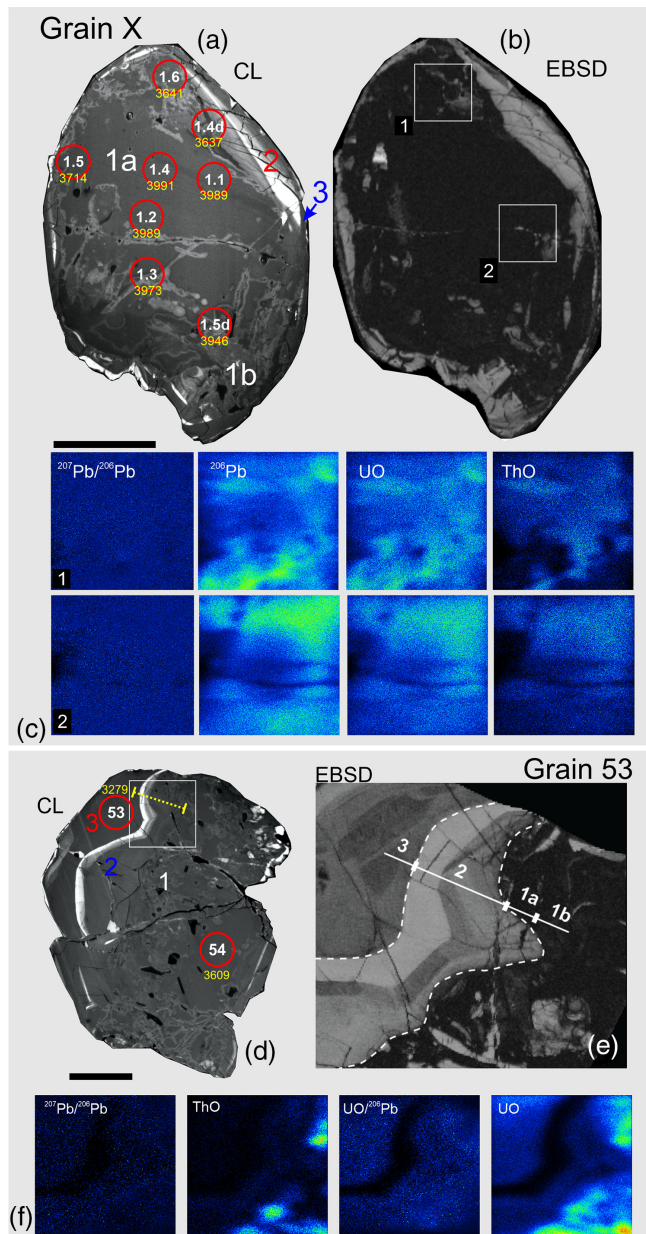 Grain X
(a)
CL
(b)
EBSD
1.6
3641
1.4d
3637
2
1a
1.5
3714
1.4
3991
1.1
3989
3
1.2
3989
1.3
3973
1.5d
3946
1b
1
2
²⁰⁷Pb/²⁰⁶Pb
²⁰⁶Pb
UO
ThO
1
2
(c)
CL
3279
53
3
2
1
54
3609
(d)
EBSD
Grain 53
3
2
1a
1b
(e)
²⁰⁷Pb/²⁰⁶Pb
ThO
UO/²⁰⁶Pb
UO
(f)